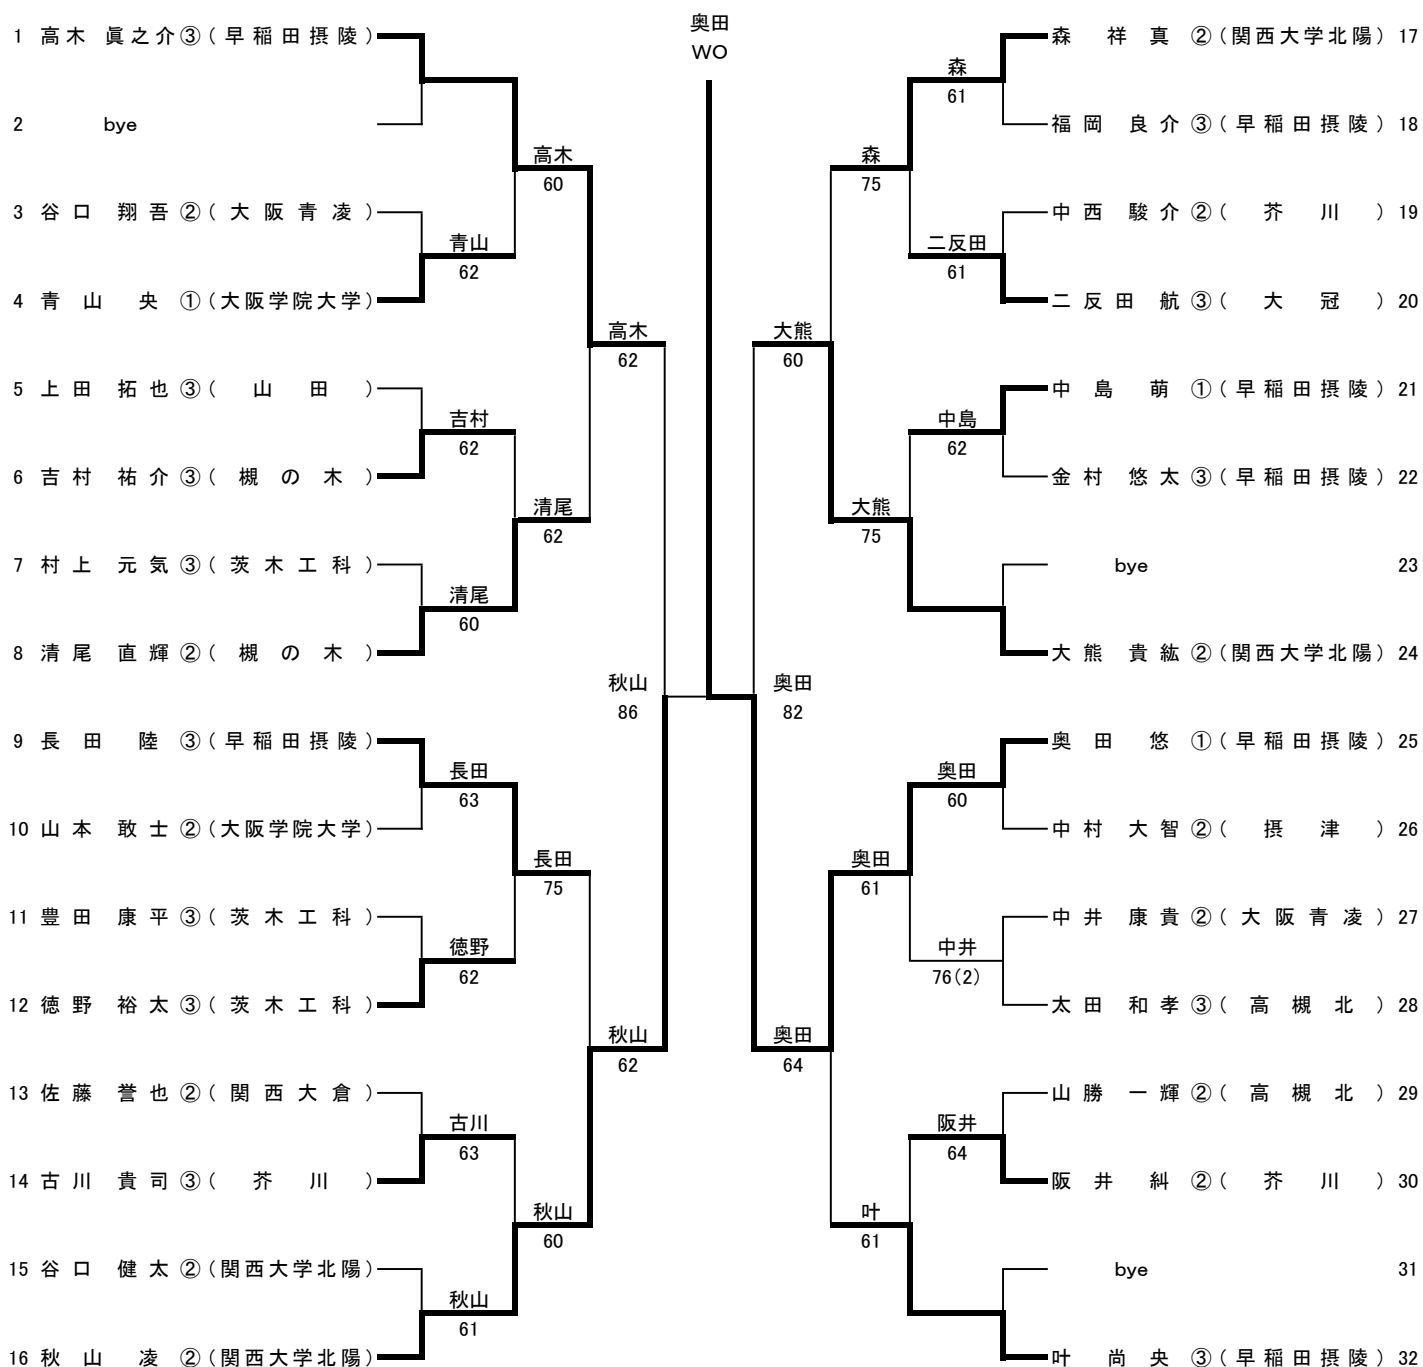 奥田
WO
1 高木 眞之介③(早稲田摂陵)
2 bye
高木
60
3 谷口 翔吾②(大阪青凌)
青山
62
4 青山 央 ①(大阪学院大学)
高木
62
5 上田 拓也③( 山 田 )
吉村
62
6 吉村 祐介③( 槻の木 )
清尾
62
7 村上 元気③(茨木工科)
清尾
60
8 清尾 直輝②( 槻の木 )
秋山
86
9 長田 陸 ③(早稲田摂陵)
長田
63
10 山本 敢士②(大阪学院大学)
長田
75
11 豊田 康平③(茨木工科)
徳野
62
12 徳野 裕太③(茨木工科)
秋山
62
13 佐藤 誉也②(関西大倉)
古川
63
14 古川 貴司③( 芥 川 )
秋山
60
15 谷口 健太②(関西大学北陽)
秋山
61
16 秋山 凌 ②(関西大学北陽)
森 祥真 ②(関西大学北陽) 17
森
61
福岡 良介③(早稲田摂陵) 18
森
75
中西 駿介②( 芥 川 ) 19
二反田
61
二反田 航③( 大 冠 ) 20
大熊
60
中島 萌 ①(早稲田摂陵) 21
中島
62
金村 悠太③(早稲田摂陵) 22
大熊
75
bye 23
大熊 貴紘②(関西大学北陽) 24
奥田
82
奥田 悠 ①(早稲田摂陵) 25
奥田
60
中村 大智②( 摂 津 ) 26
奥田
61
中井 康貴②(大阪青凌) 27
中井
76(2)
太田 和孝③( 高槻北 ) 28
奥田
64
山勝 一輝②( 高槻北 ) 29
阪井
64
阪井 糾 ②( 芥 川 ) 30
叶
61
bye 31
叶 尚央 ③(早稲田摂陵) 32